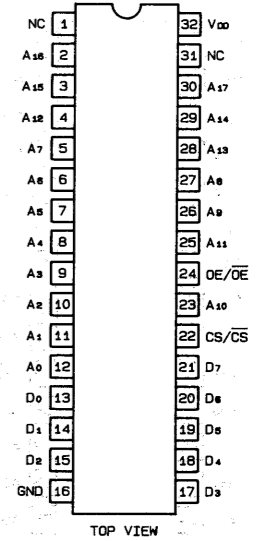 NC 1 32 V_DD
A16 2 31 NC
A15 3 30 A17
A12 4 29 A14
A7 5 28 A13
A6 6 27 A8
A5 7 26 A9
A4 8 25 A11
A3 9 24 OE/O̅E̅
A2 10 23 A10
A1 11 22 CS/C̅S̅
A0 12 21 D7
D0 13 20 D6
D1 14 19 D5
D2 15 18 D4
GND 16 17 D3
TOP VIEW